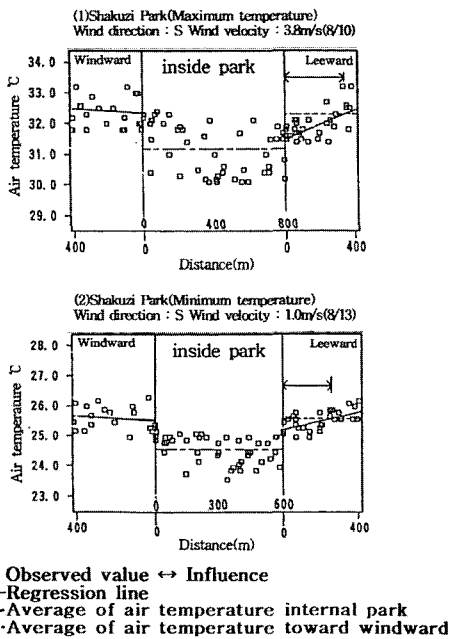 (1)Shakuzi Park(Maximum temperature)
Wind direction : S Wind velocity : 3.8m/s(8/10)
Windward
inside park
Leeward
Air temperature ℃
34.0
33.0
32.0
31.0
30.0
29.0
0 400 800
400 0 0 400
Distance(m)
(2)Shakuzi Park(Minimum temperature)
Wind direction : S Wind velocity : 1.0m/s(8/13)
Windward
inside park
Leeward
Air temperature ℃
28.0
27.0
26.0
25.0
24.0
23.0
0 300 600
400 0 0 400
Distance(m)
Observed value ↔ Influence
-Regression line
-Average of air temperature internal park
-Average of air temperature toward windward